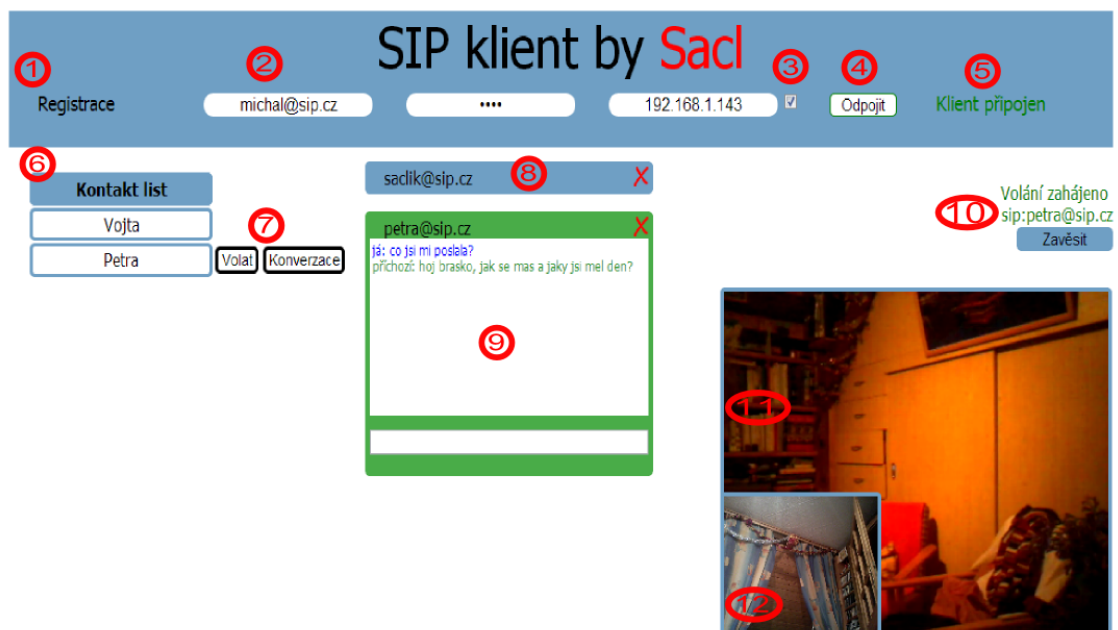 SIP klient by Sacl
1
2
3
4
5
Registrace
michal@sip.cz
••••
192.168.1.143
Odpojit
Klient připojen
6
Kontakt list
Vojta
7
Petra
Volat
Konverzace
8
saclik@sip.cz
X
petra@sip.cz
X
já: co jsi mi poslala?
příchozí: hoj brasko, jak se mas a jaky jsi mel den?
9
10
Volání zahájeno
sip:petra@sip.cz
Zavěsit
11
12